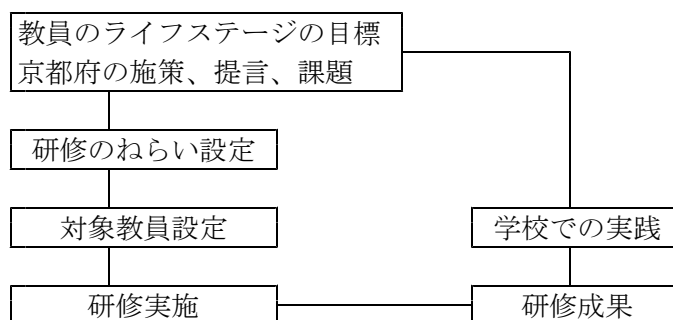 教員のライフステージの目標
京都府の施策、提言、課題
研修のねらい設定
対象教員設定
学校での実践
研修実施
研修成果